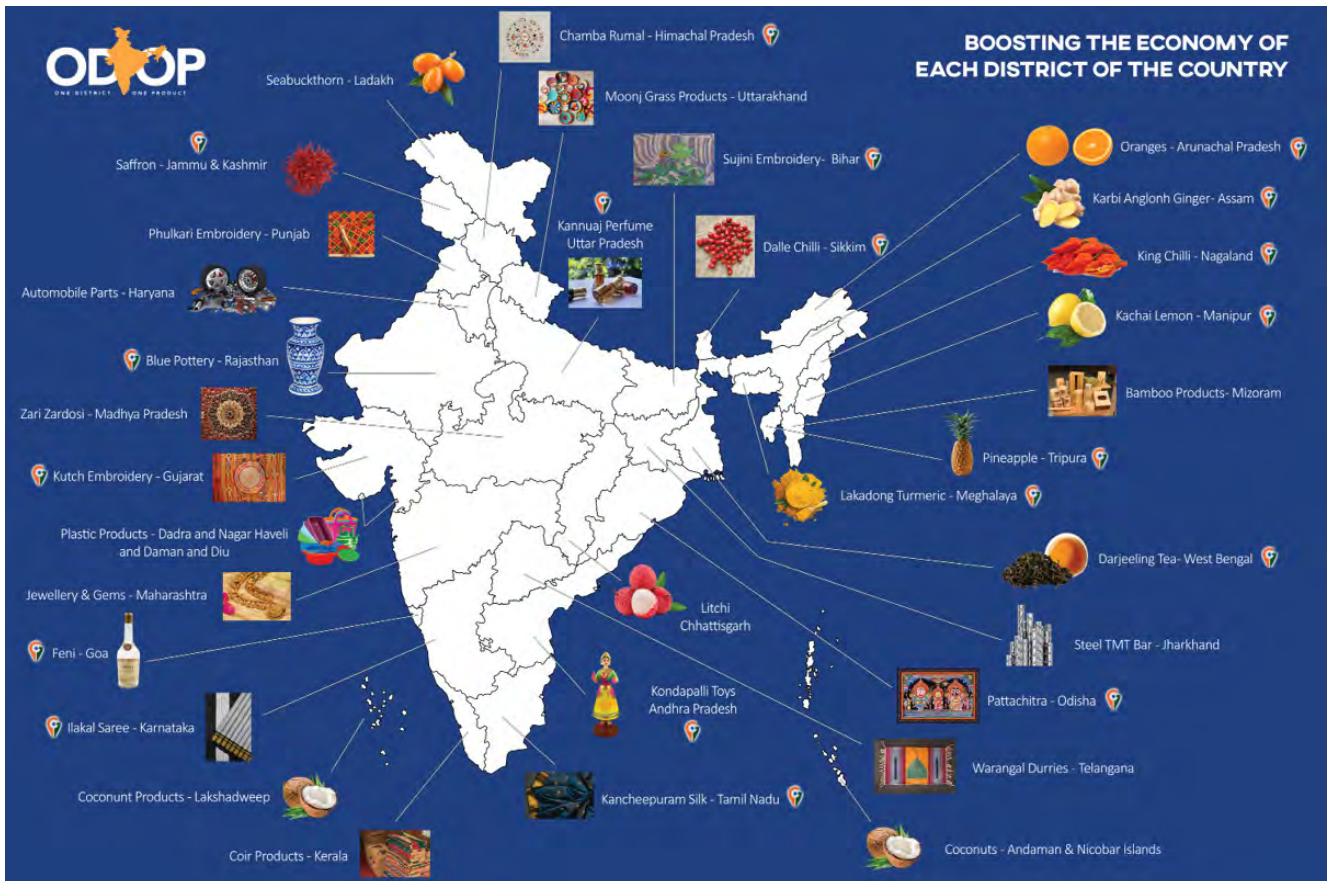 ODOP
ONE DISTRICT ONE PRODUCT
BOOSTING THE ECONOMY OF
EACH DISTRICT OF THE COUNTRY
Chamba Rumal - Himachal Pradesh
Seabuckthorn - Ladakh
Moonj Grass Products - Uttarakhand
Saffron - Jammu & Kashmir
Sujini Embroidery- Bihar
Oranges - Arunachal Pradesh
Karbi Anglonh Ginger- Assam
Phulkari Embroidery - Punjab
Kannuaj Perfume
Uttar Pradesh
Dalle Chilli - Sikkim
King Chilli - Nagaland
Automobile Parts - Haryana
Kachai Lemon - Manipur
Blue Pottery - Rajasthan
Bamboo Products- Mizoram
Zari Zardosi - Madhya Pradesh
Pineapple - Tripura
Kutch Embroidery - Gujarat
Lakadong Turmeric - Meghalaya
Plastic Products - Dadra and Nagar Haveli
and Daman and Diu
Darjeeling Tea- West Bengal
Jewellery & Gems - Maharashtra
Litchi
Chhattisgarh
Steel TMT Bar - Jharkhand
Feni - Goa
Kondapalli Toys
Andhra Pradesh
Pattachitra - Odisha
Ilakal Saree - Karnataka
Warangal Durries - Telangana
Coconunt Products - Lakshadweep
Kancheepuram Silk - Tamil Nadu
Coir Products - Kerala
Coconuts - Andaman & Nicobar Islands